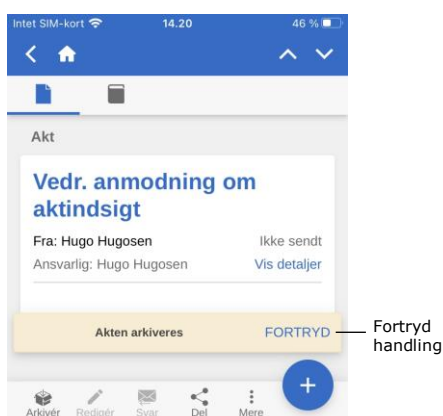 Intet SIM-kort 14.20 46 %
Akt
Vedr. anmodning om
aktindsigt
Fra: Hugo Hugosen Ikke sendt
Ansvarlig: Hugo Hugosen Vis detaljer
Akten arkiveres FORTRYD
Fortryd
handling
Arkivér Redigér Svar Del Mere